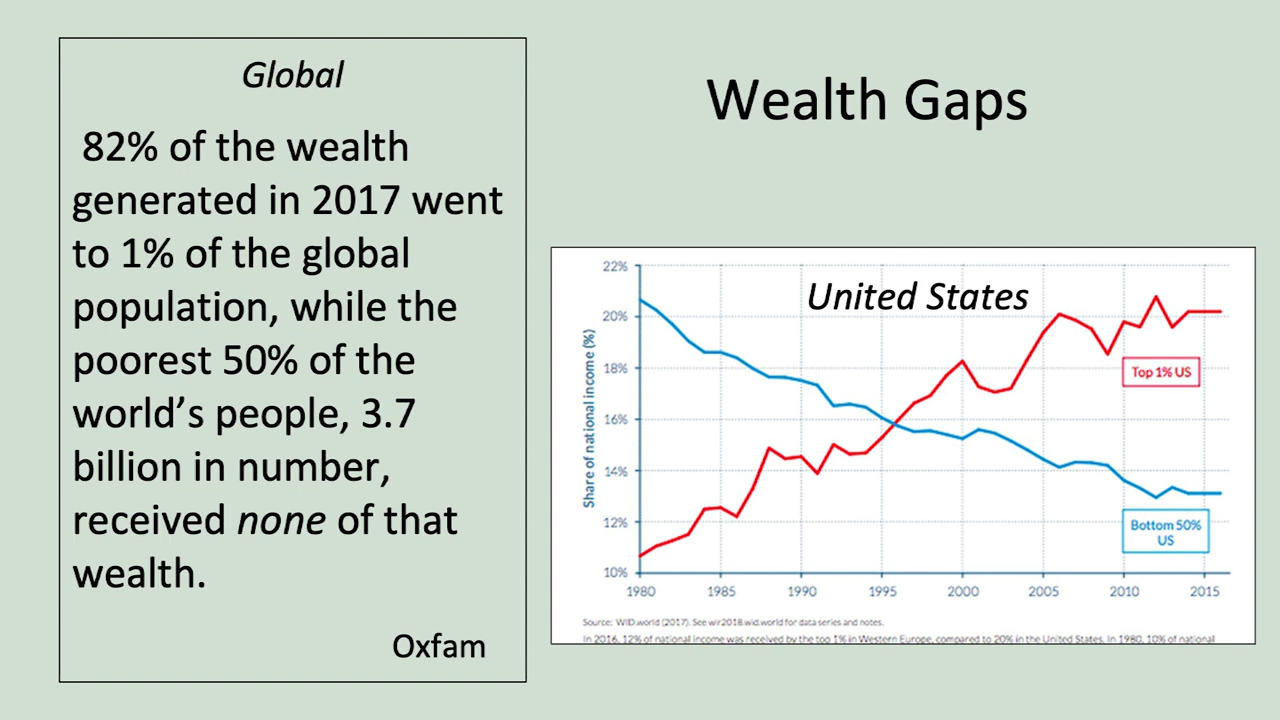 Global
82% of the wealth
generated in 2017 went
to 1% of the global
population, while the
poorest 50% of the
world’s people, 3.7
billion in number,
received none of that
wealth.
Oxfam
Wealth Gaps
United States
Share of national income (%)
22%
20%
18%
16%
14%
12%
10%
1980 1985 1990 1995 2000 2005 2010 2015
Top 1% US
Bottom 50%
US
Source: WID.world (2017). See wir2018.wid.world for data series and notes.
In 2016, 12% of national income was received by the top 1% in Western Europe, compared to 20% in the United States. In 1980, 10% of national